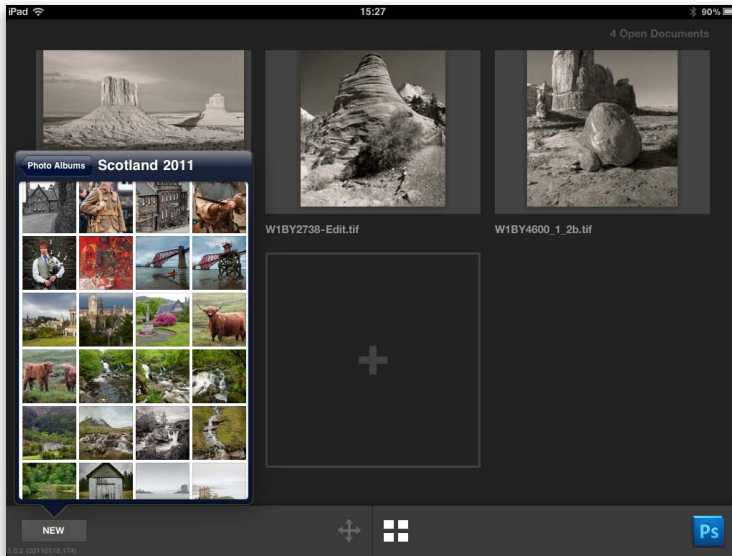 iPad 15:27 90%
4 Open Documents
Photo Albums Scotland 2011
W1BY2738-Edit.tif W1BY4600_1_2b.tif
NEW
Ps